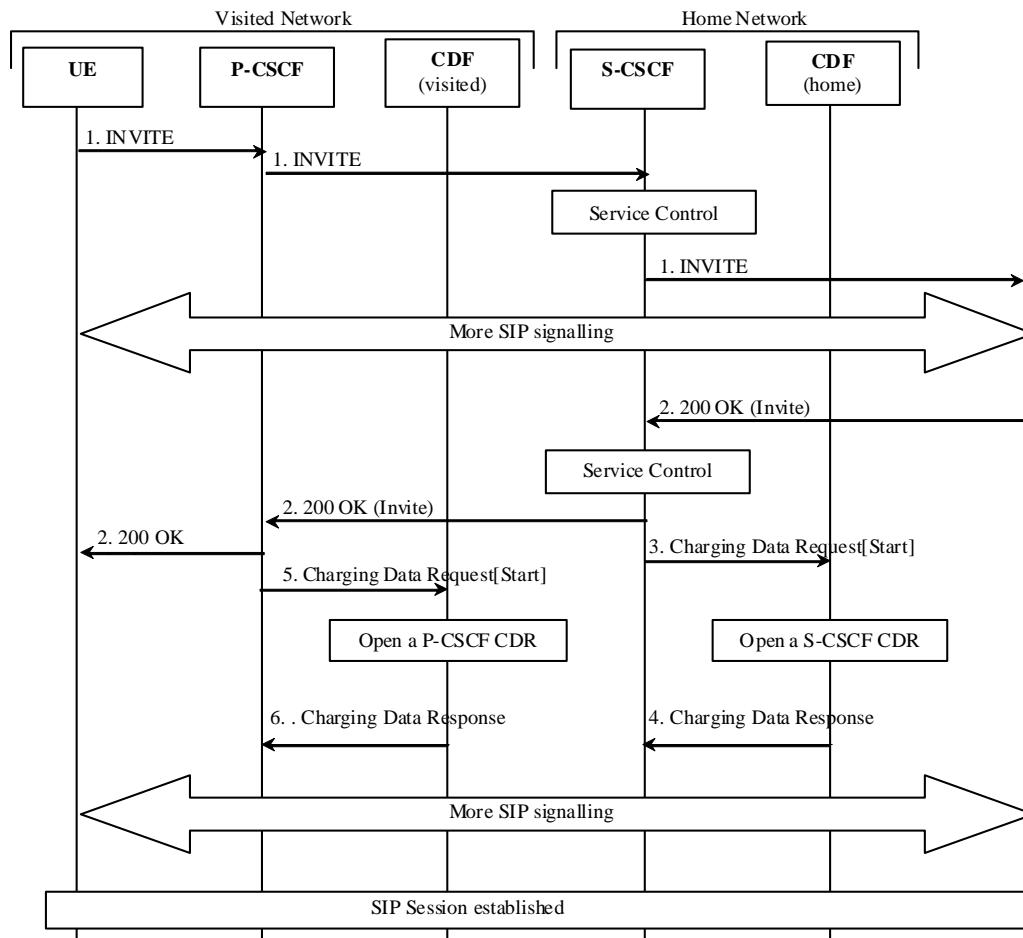 Visited Network
Home Network
UE
P-CSCF
CDF
(visited)
S-CSCF
CDF
(home)
1. INVITE
1. INVITE
Service Control
1. INVITE
More SIP signalling
2. 200 OK (Invite)
Service Control
2. 200 OK (Invite)
2. 200 OK
3. Charging Data Request[Start]
5. Charging Data Request[Start]
Open a P-CSCF CDR
Open a S-CSCF CDR
6. . Charging Data Response
4. Charging Data Response
More SIP signalling
SIP Session established